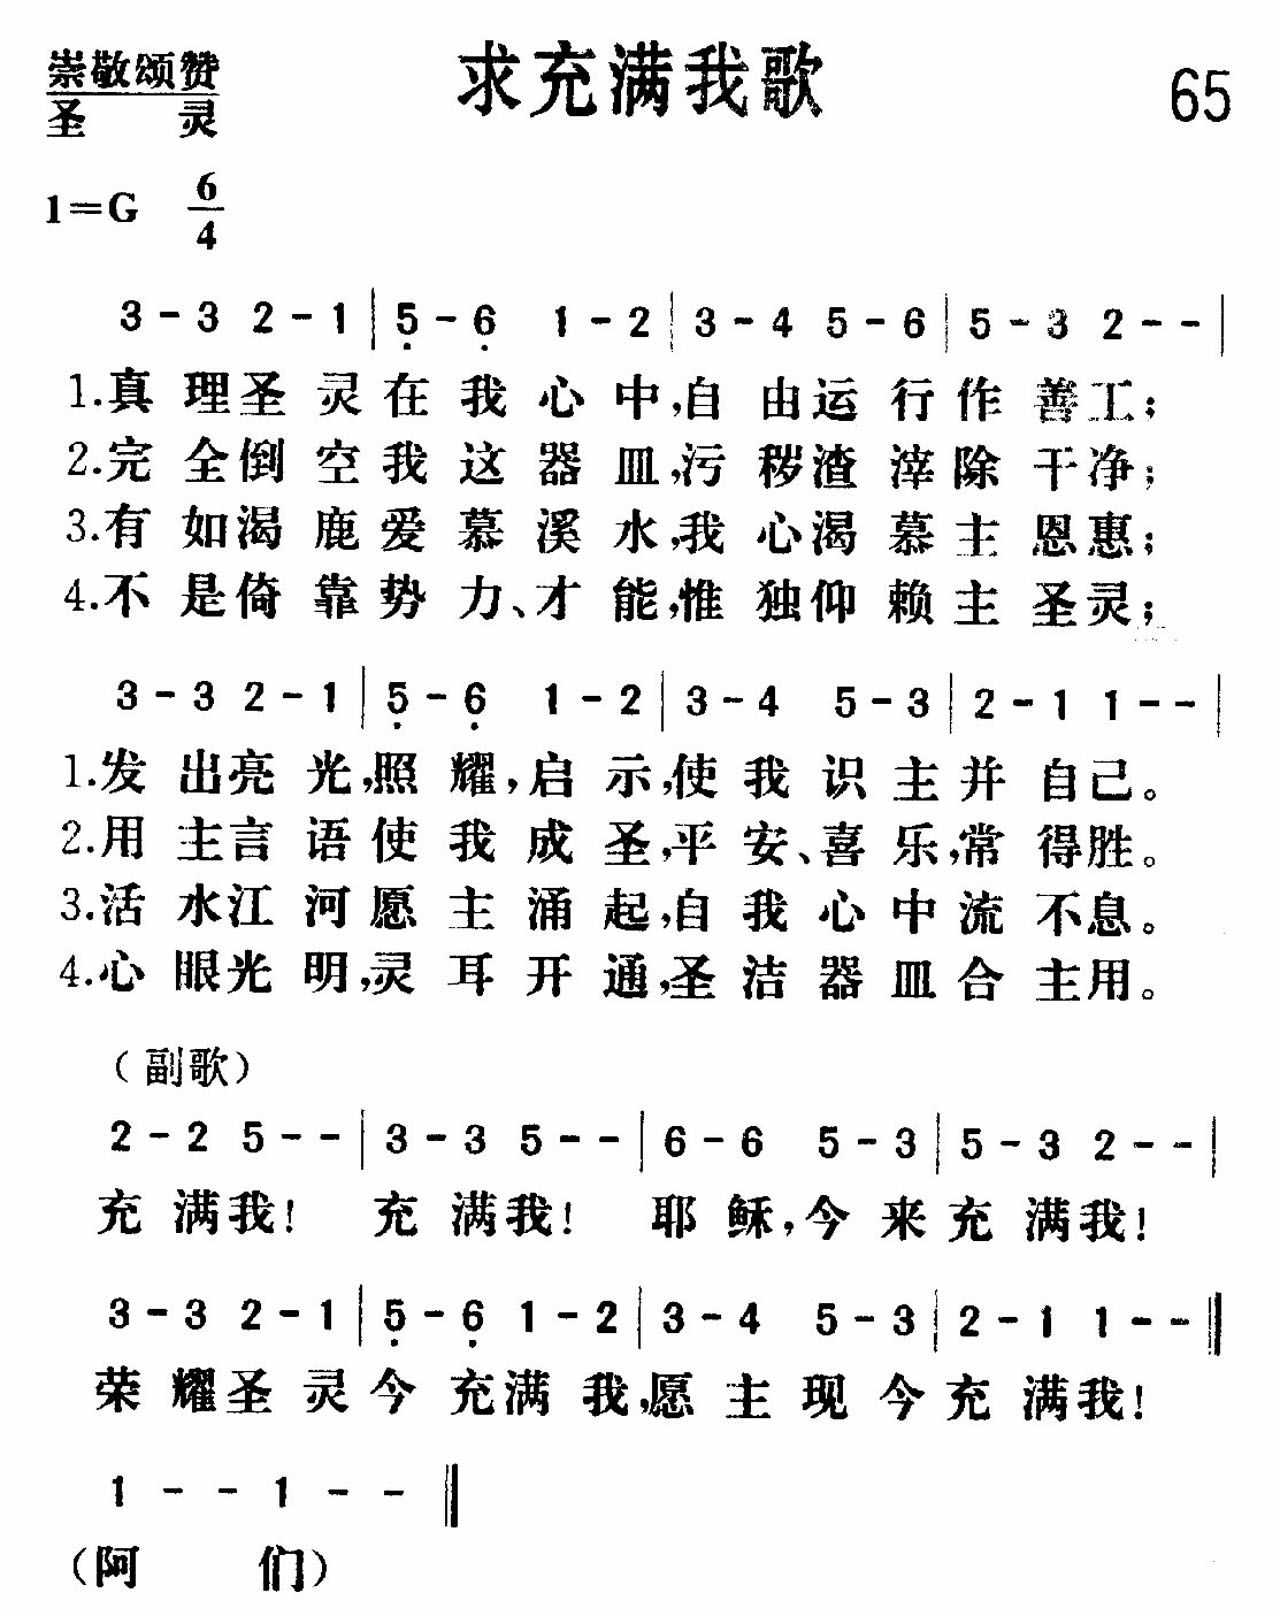 崇敬颂赞
圣 灵
求充满我歌
65
1=G 6/4
3 - 3 2 - 1 | 5̣ - 6̣ 1 - 2 | 3 - 4 5 - 6 | 5 - 3 2 - - |
1.真理圣灵在我心中,自由运行作善工;
2.完全倒空我这器皿,污秽渣滓除干净;
3.有如渴鹿爱慕溪水,我心渴慕主恩惠;
4.不是倚靠势力、才能,惟独仰赖主圣灵;
3 - 3 2 - 1 | 5̣ - 6̣ 1 - 2 | 3 - 4 5 - 3 | 2 - 1 1 - - |
1.发出亮光,照耀,启示,使我识主并自己。
2.用主言语使我成圣,平安、喜乐,常得胜。
3.活水江河愿主涌起,自我心中流不息。
4.心眼光明,灵耳开通,圣洁器皿合主用。
(副歌)
2 - 2 5 - - | 3 - 3 5 - - | 6 - 6 5 - 3 | 5 - 3 2 - - |
充满我! 充满我! 耶稣,今来充满我!
3 - 3 2 - 1 | 5̣ - 6̣ 1 - 2 | 3 - 4 5 - 3 | 2 - 1 1 - - ‖
荣耀圣灵今充满我,愿主现今充满我!
1 - - 1 - - ‖
(阿 们)